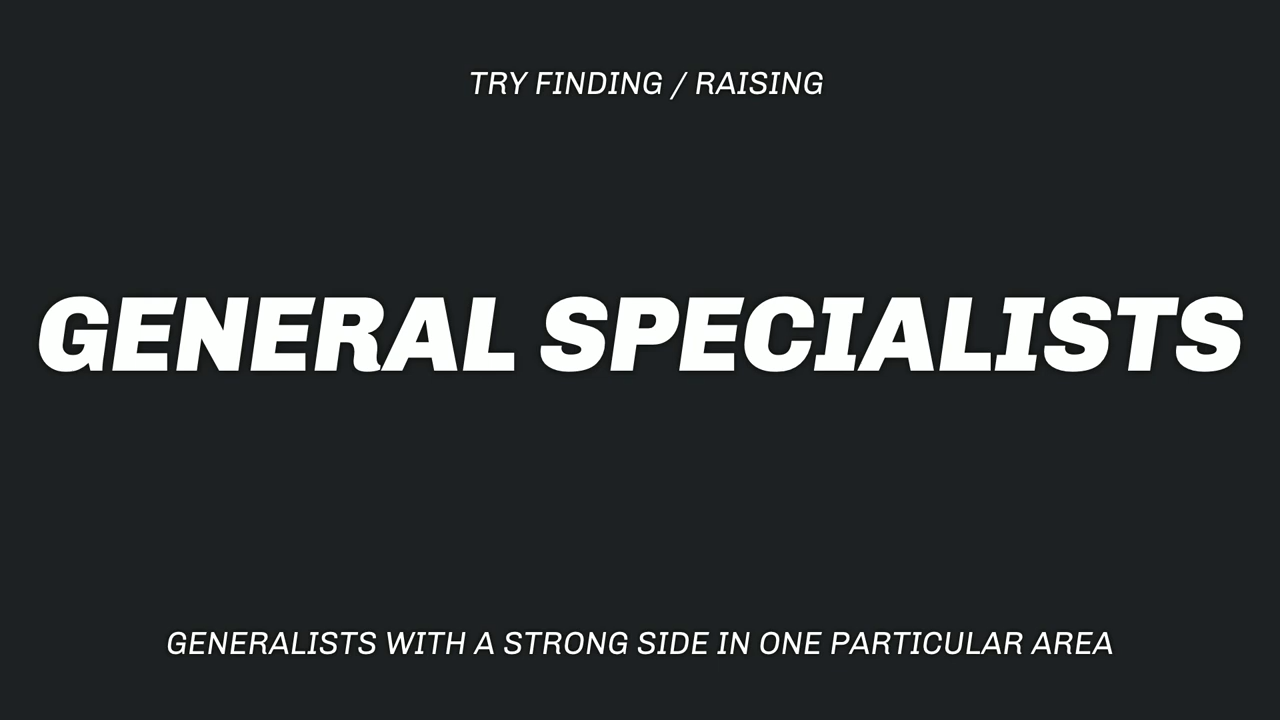 TRY FINDING / RAISING
GENERAL SPECIALISTS
GENERALISTS WITH A STRONG SIDE IN ONE PARTICULAR AREA